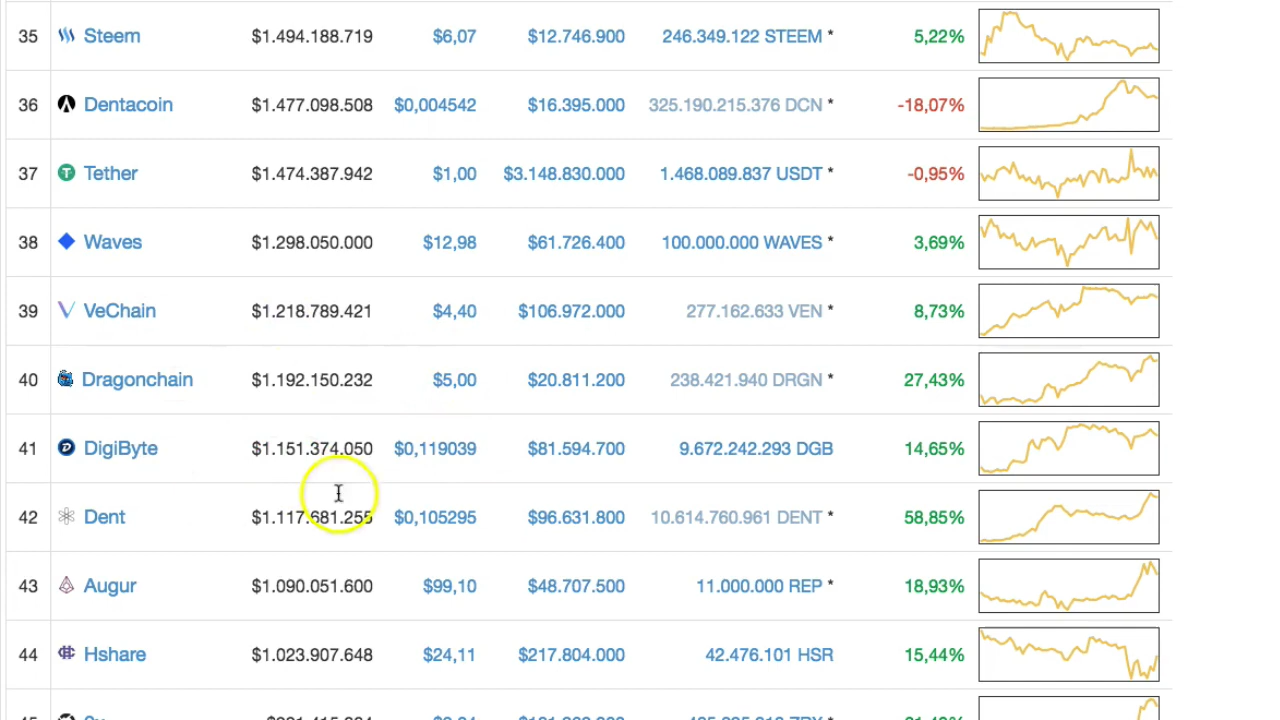 35 Steem $1.494.188.719 $6,07 $12.746.900 246.349.122 STEEM * 5,22%
36 Dentacoin $1.477.098.508 $0,004542 $16.395.000 325.190.215.376 DCN * -18,07%
37 Tether $1.474.387.942 $1,00 $3.148.830.000 1.468.089.837 USDT * -0,95%
38 Waves $1.298.050.000 $12,98 $61.726.400 100.000.000 WAVES * 3,69%
39 VeChain $1.218.789.421 $4,40 $106.972.000 277.162.633 VEN * 8,73%
40 Dragonchain $1.192.150.232 $5,00 $20.811.200 238.421.940 DRGN * 27,43%
41 DigiByte $1.151.374.050 $0,119039 $81.594.700 9.672.242.293 DGB 14,65%
42 Dent $1.117.681.255 $0,105295 $96.631.800 10.614.760.961 DENT * 58,85%
43 Augur $1.090.051.600 $99,10 $48.707.500 11.000.000 REP * 18,93%
44 Hshare $1.023.907.648 $24,11 $217.804.000 42.476.101 HSR 15,44%